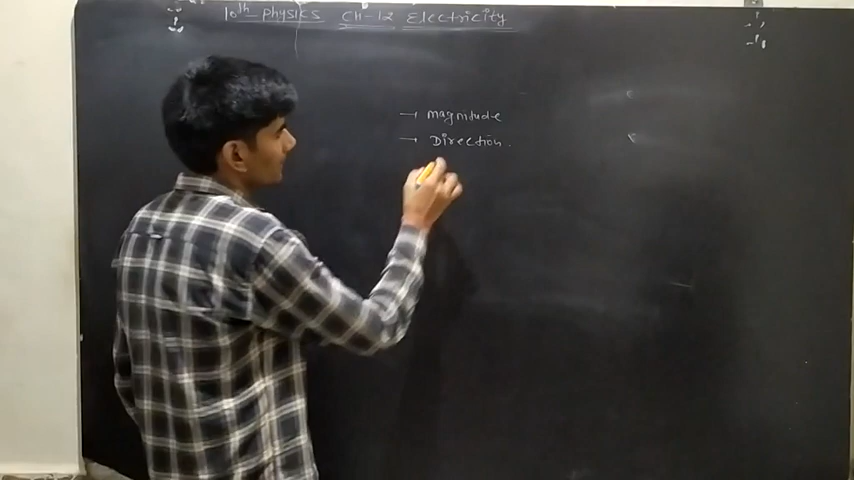 10th physics CH-12 Electricity
→ magnitude
→ Direction.